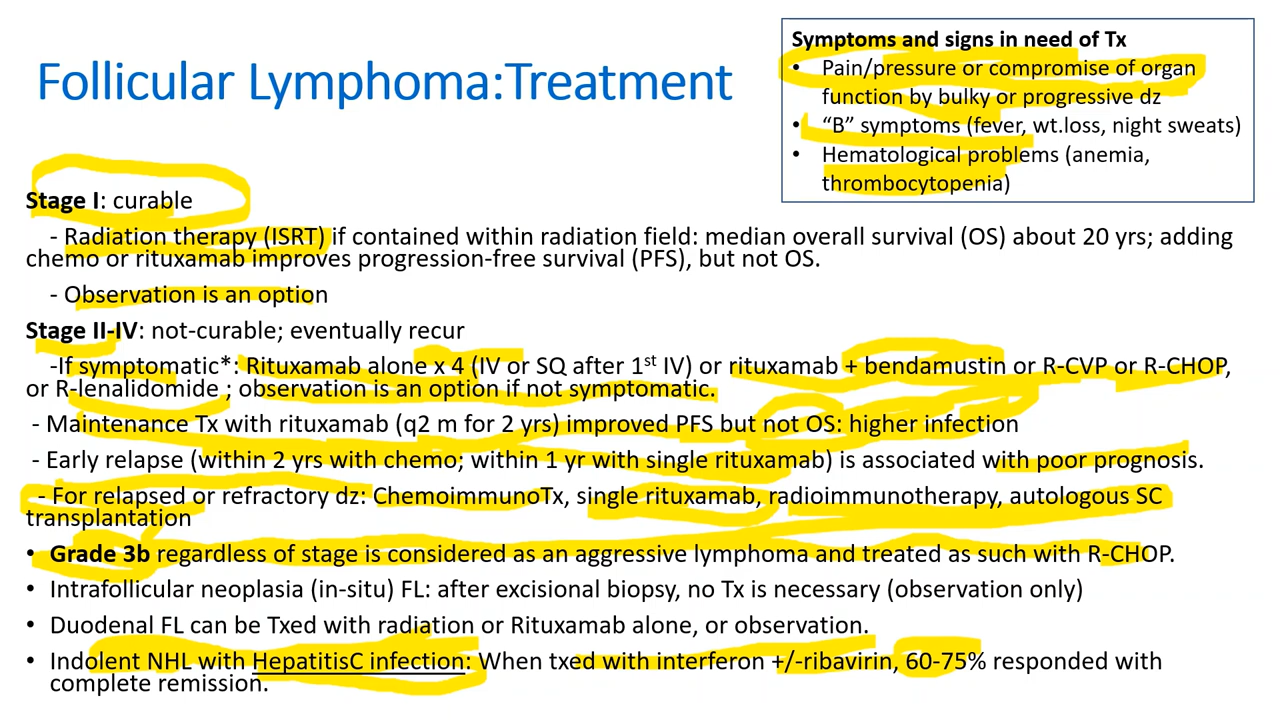 Follicular Lymphoma:Treatment
Symptoms and signs in need of Tx
• Pain/pressure or compromise of organ
function by bulky or progressive dz
• “B” symptoms (fever, wt.loss, night sweats)
• Hematological problems (anemia,
thrombocytopenia)
Stage I: curable
- Radiation therapy (ISRT) if contained within radiation field: median overall survival (OS) about 20 yrs; adding
chemo or rituxamab improves progression-free survival (PFS), but not OS.
- Observation is an option
Stage II-IV: not-curable; eventually recur
-If symptomatic*: Rituxamab alone x 4 (IV or SQ after 1st IV) or rituxamab + bendamustin or R-CVP or R-CHOP,
or R-lenalidomide ; observation is an option if not symptomatic.
- Maintenance Tx with rituxamab (q2 m for 2 yrs) improved PFS but not OS: higher infection
- Early relapse (within 2 yrs with chemo; within 1 yr with single rituxamab) is associated with poor prognosis.
- For relapsed or refractory dz: ChemoimmunoTx, single rituxamab, radioimmunotherapy, autologous SC
transplantation
• Grade 3b regardless of stage is considered as an aggressive lymphoma and treated as such with R-CHOP.
• Intrafollicular neoplasia (in-situ) FL: after excisional biopsy, no Tx is necessary (observation only)
• Duodenal FL can be Txed with radiation or Rituxamab alone, or observation.
• Indolent NHL with HepatitisC infection: When txed with interferon +/-ribavirin, 60-75% responded with
complete remission.